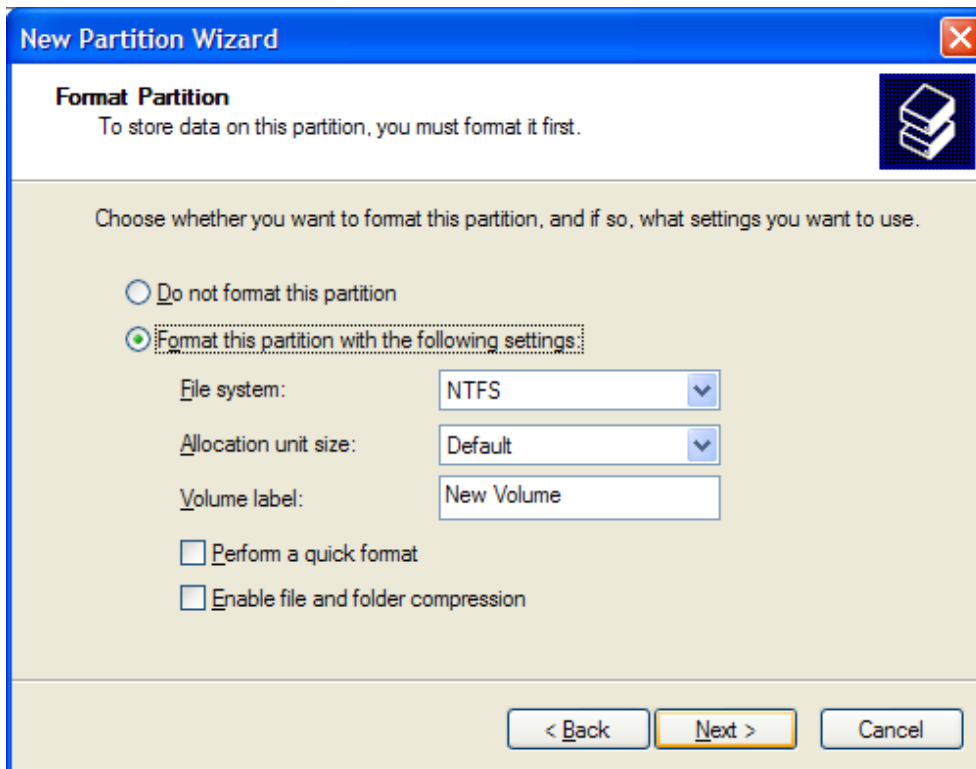 New Partition Wizard
Format Partition
To store data on this partition, you must format it first.
Choose whether you want to format this partition, and if so, what settings you want to use.
Do not format this partition
Format this partition with the following settings:
File system: NTFS
Allocation unit size: Default
Volume label: New Volume
Perform a quick format
Enable file and folder compression
< Back Next > Cancel